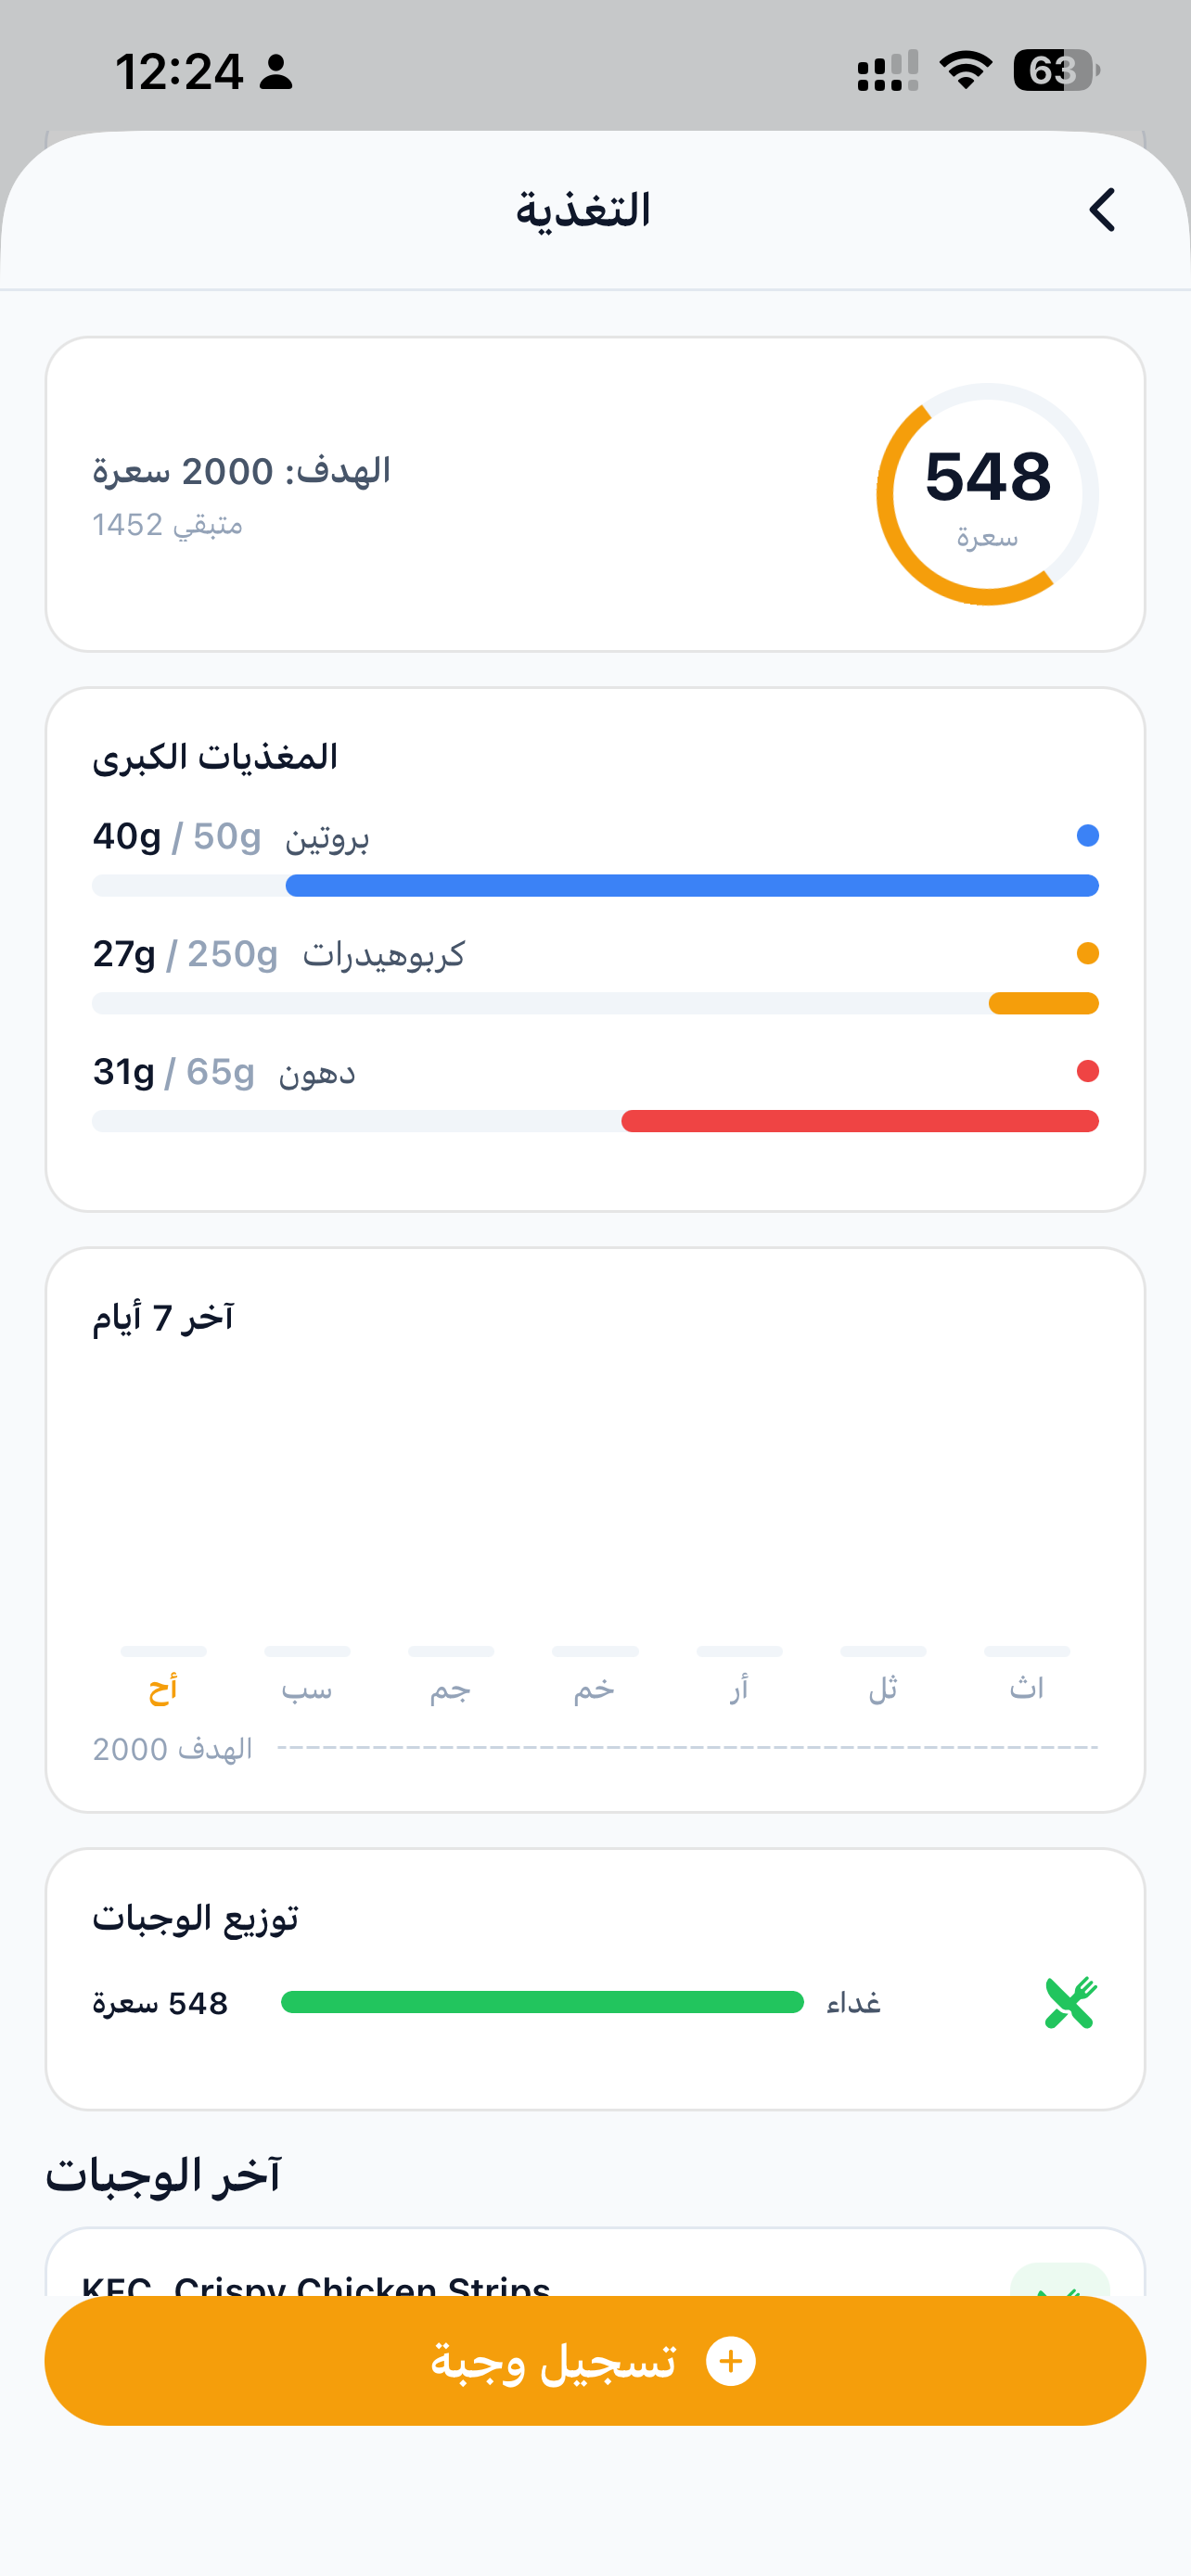 12:24
63
التغذية
548
سعرة
الهدف: 2000 سعرة
متبقي 1452
المغذيات الكبرى
بروتين 40g / 50g
كربوهيدرات 27g / 250g
دهون 31g / 65g
آخر 7 أيام
اث ثل أر خم جم سب أح
الهدف 2000
توزيع الوجبات
غداء 548 سعرة
آخر الوجبات
KFC, Crispy Chicken Strips
تسجيل وجبة